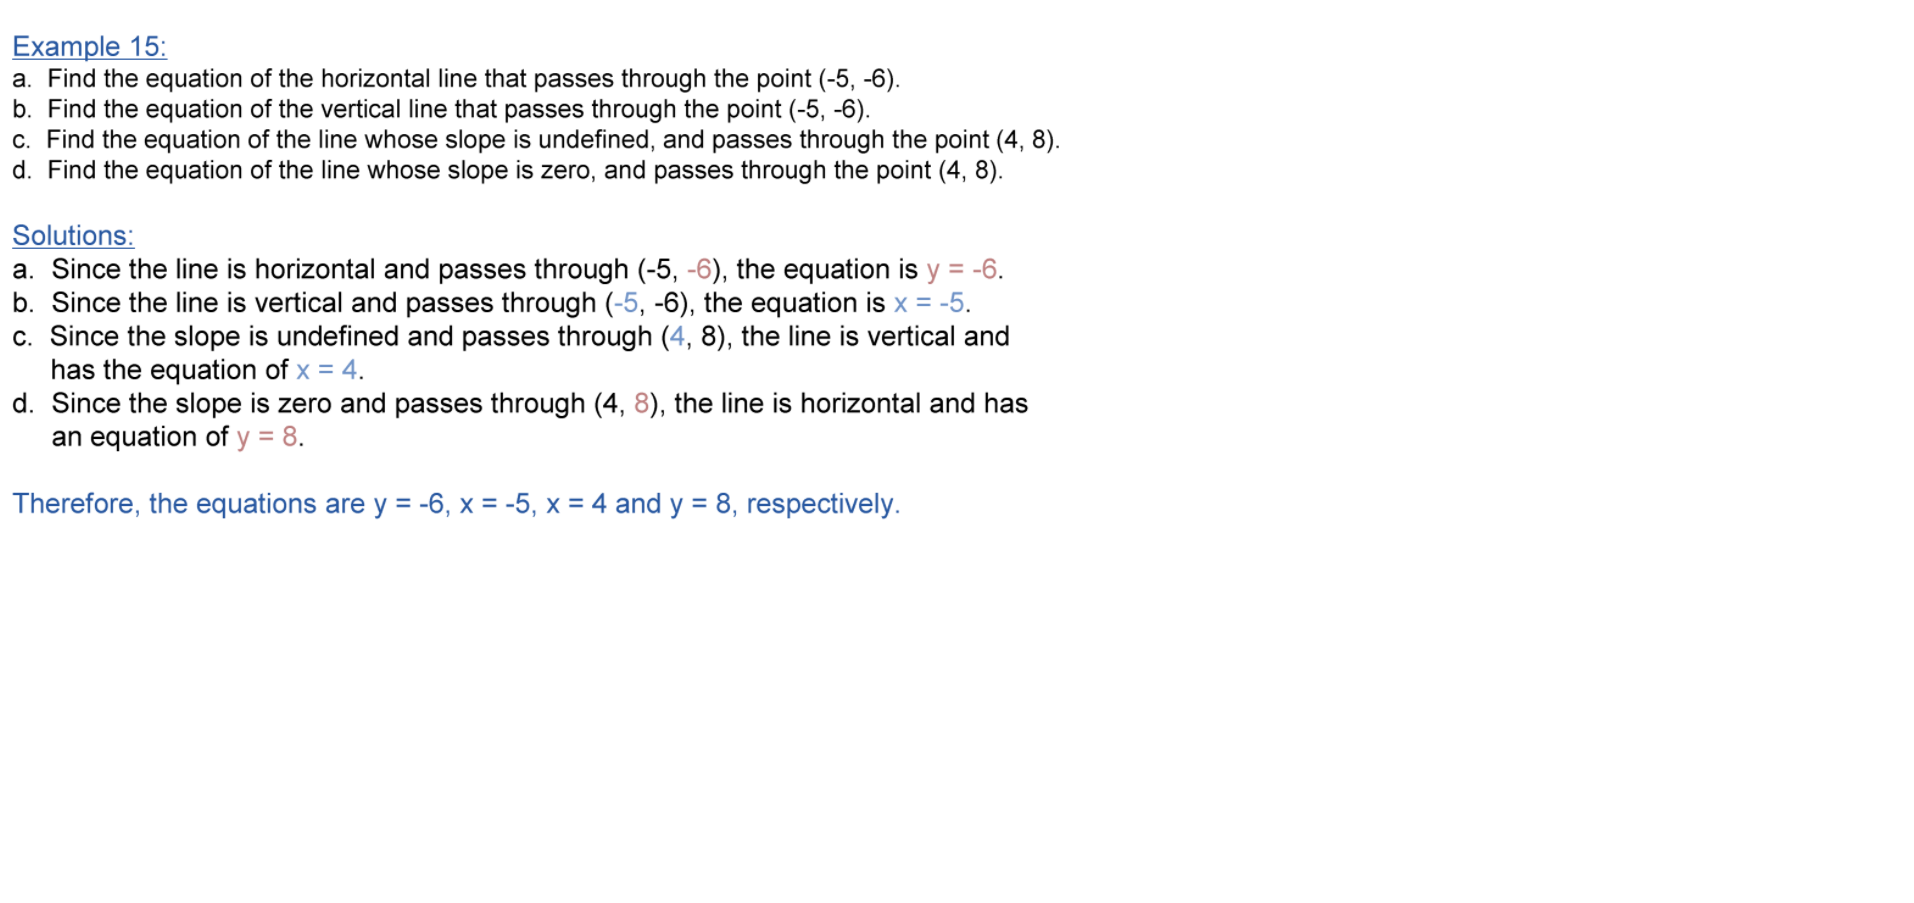 Example 15:
a. Find the equation of the horizontal line that passes through the point (-5, -6).
b. Find the equation of the vertical line that passes through the point (-5, -6).
c. Find the equation of the line whose slope is undefined, and passes through the point (4, 8).
d. Find the equation of the line whose slope is zero, and passes through the point (4, 8).
Solutions:
a. Since the line is horizontal and passes through (-5, -6), the equation is y = -6.
b. Since the line is vertical and passes through (-5, -6), the equation is x = -5.
c. Since the slope is undefined and passes through (4, 8), the line is vertical and
has the equation of x = 4.
d. Since the slope is zero and passes through (4, 8), the line is horizontal and has
an equation of y = 8.
Therefore, the equations are y = -6, x = -5, x = 4 and y = 8, respectively.